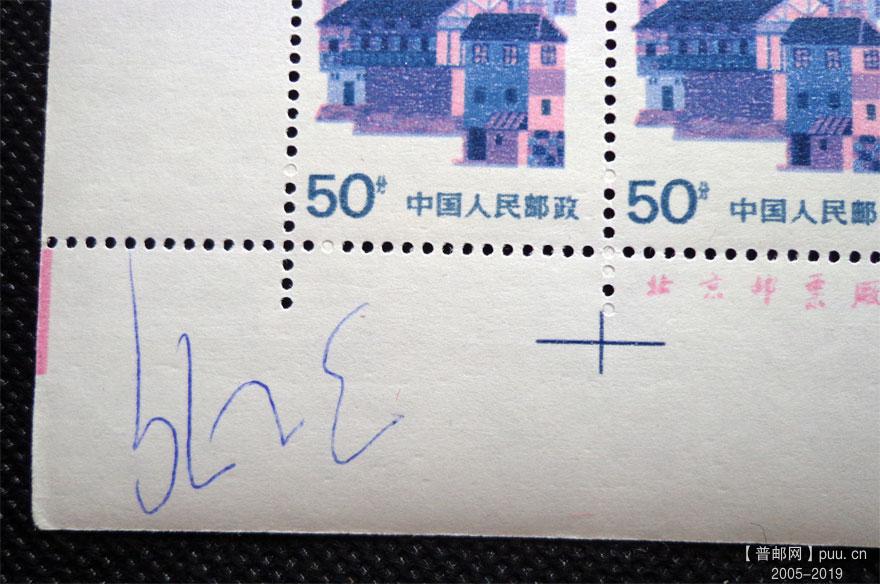 50分 中国人民邮政 50分 中国人民邮
北京邮票厰
【普邮网】puu.cn
2005-2019